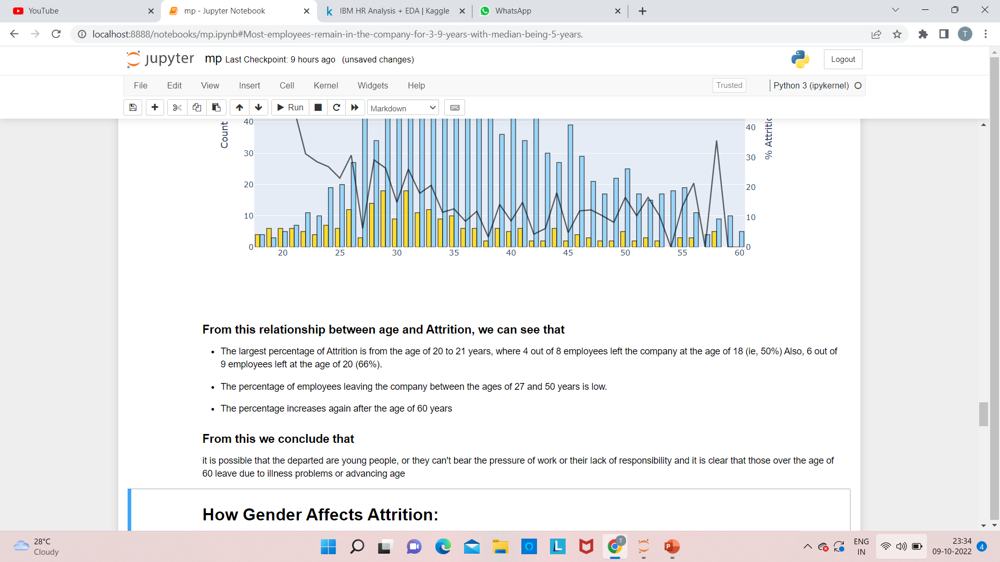 YouTube
mp - Jupyter Notebook
IBM HR Analysis + EDA | Kaggle
WhatsApp
localhost:8888/notebooks/mp.ipynb#Most-employees-remain-in-the-company-for-3-9-years-with-median-being-5-years.
T
jupyter mp Last Checkpoint: 9 hours ago (unsaved changes)
Logout
File Edit View Insert Cell Kernel Widgets Help
Trusted
Python 3 (ipykernel)
Run
Markdown
Count
40
30
20
10
0
% Attritic
40
30
20
10
0
20 25 30 35 40 45 50 55 60
From this relationship between age and Attrition, we can see that
• The largest percentage of Attrition is from the age of 20 to 21 years, where 4 out of 8 employees left the company at the age of 18 (ie, 50%) Also, 6 out of
9 employees left at the age of 20 (66%).
• The percentage of employees leaving the company between the ages of 27 and 50 years is low.
• The percentage increases again after the age of 60 years
From this we conclude that
it is possible that the departed are young people, or they can't bear the pressure of work or their lack of responsibility and it is clear that those over the age of
60 leave due to illness problems or advancing age
How Gender Affects Attrition:
28°C
Cloudy
L
T
P
ENG
IN
23:34
09-10-2022
4